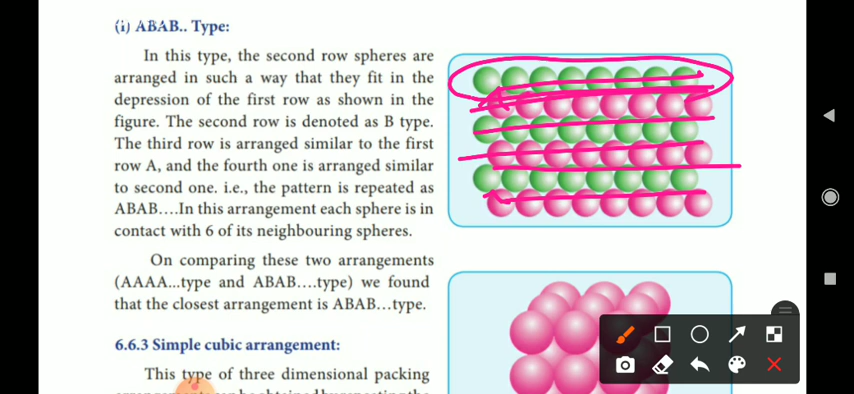 (i) ABAB.. Type:
In this type, the second row spheres are
arranged in such a way that they fit in the
depression of the first row as shown in the
figure. The second row is denoted as B type.
The third row is arranged similar to the first
row A, and the fourth one is arranged similar
to second one. i.e., the pattern is repeated as
ABAB….In this arrangement each sphere is in
contact with 6 of its neighbouring spheres.
On comparing these two arrangements
(AAAA...type and ABAB….type) we found
that the closest arrangement is ABAB…type.
6.6.3 Simple cubic arrangement:
This type of three dimensional packing